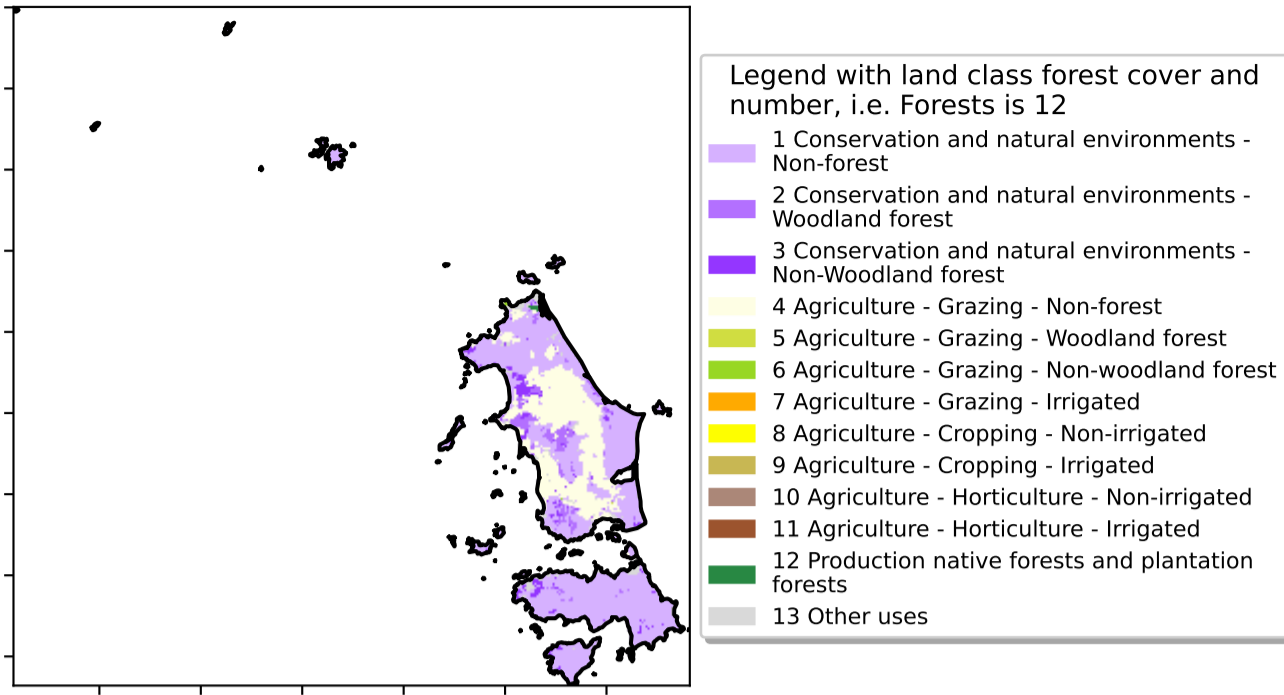 Legend with land class forest cover and
number, i.e. Forests is 12
1 Conservation and natural environments -
Non-forest
2 Conservation and natural environments -
Woodland forest
3 Conservation and natural environments -
Non-Woodland forest
4 Agriculture - Grazing - Non-forest
5 Agriculture - Grazing - Woodland forest
6 Agriculture - Grazing - Non-woodland forest
7 Agriculture - Grazing - Irrigated
8 Agriculture - Cropping - Non-irrigated
9 Agriculture - Cropping - Irrigated
10 Agriculture - Horticulture - Non-irrigated
11 Agriculture - Horticulture - Irrigated
12 Production native forests and plantation
forests
13 Other uses